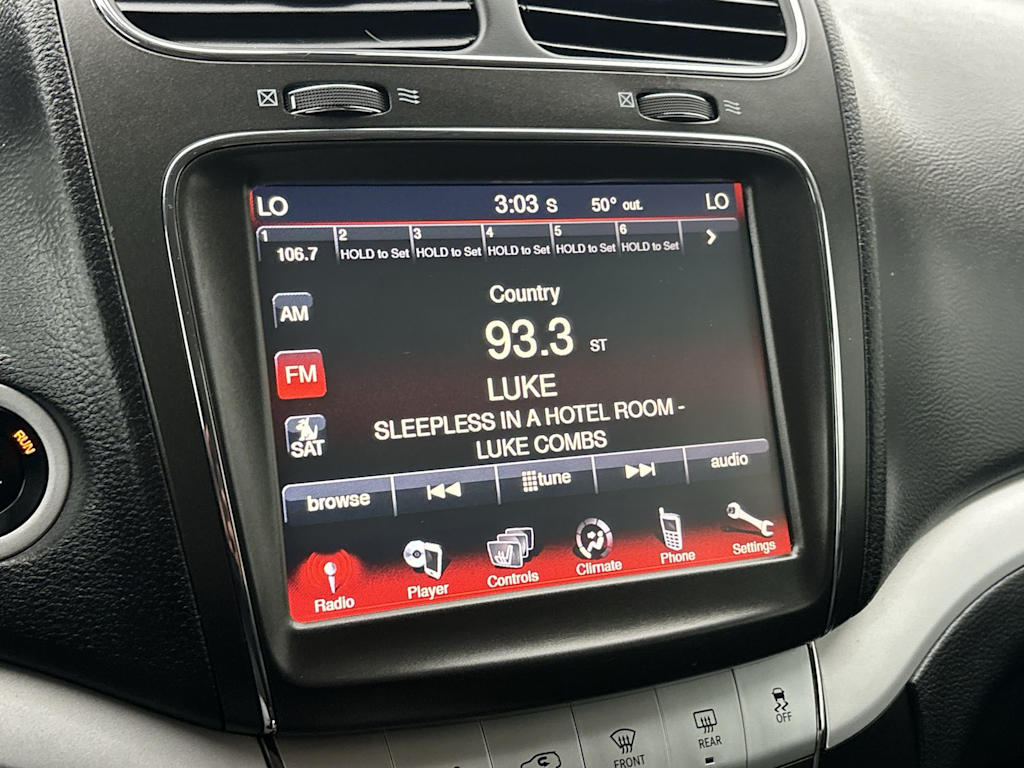 LO 3:03 S 50° out. LO
1 2 3 4 5 6
106.7 HOLD to Set HOLD to Set HOLD to Set HOLD to Set HOLD to Set
Country
AM
93.3 ST
FM
LUKE
SLEEPLESS IN A HOTEL ROOM -
LUKE COMBS
SAT
RUN
browse tune audio
Radio Player Controls Climate Phone Settings
FRONT REAR OFF